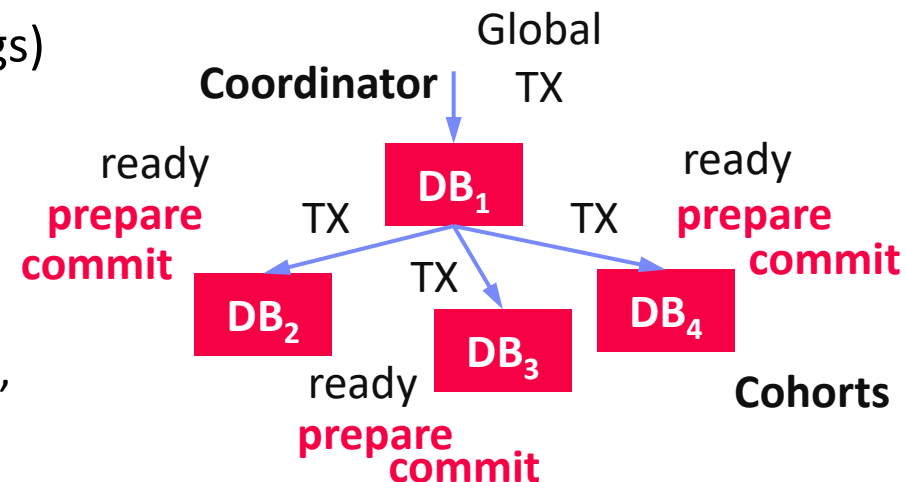 gs)
Global
TX
Coordinator
DB1
ready
prepare
commit
TX
TX
TX
ready
prepare
commit
DB2
DB3
DB4
ready
prepare
commit
,
Cohorts